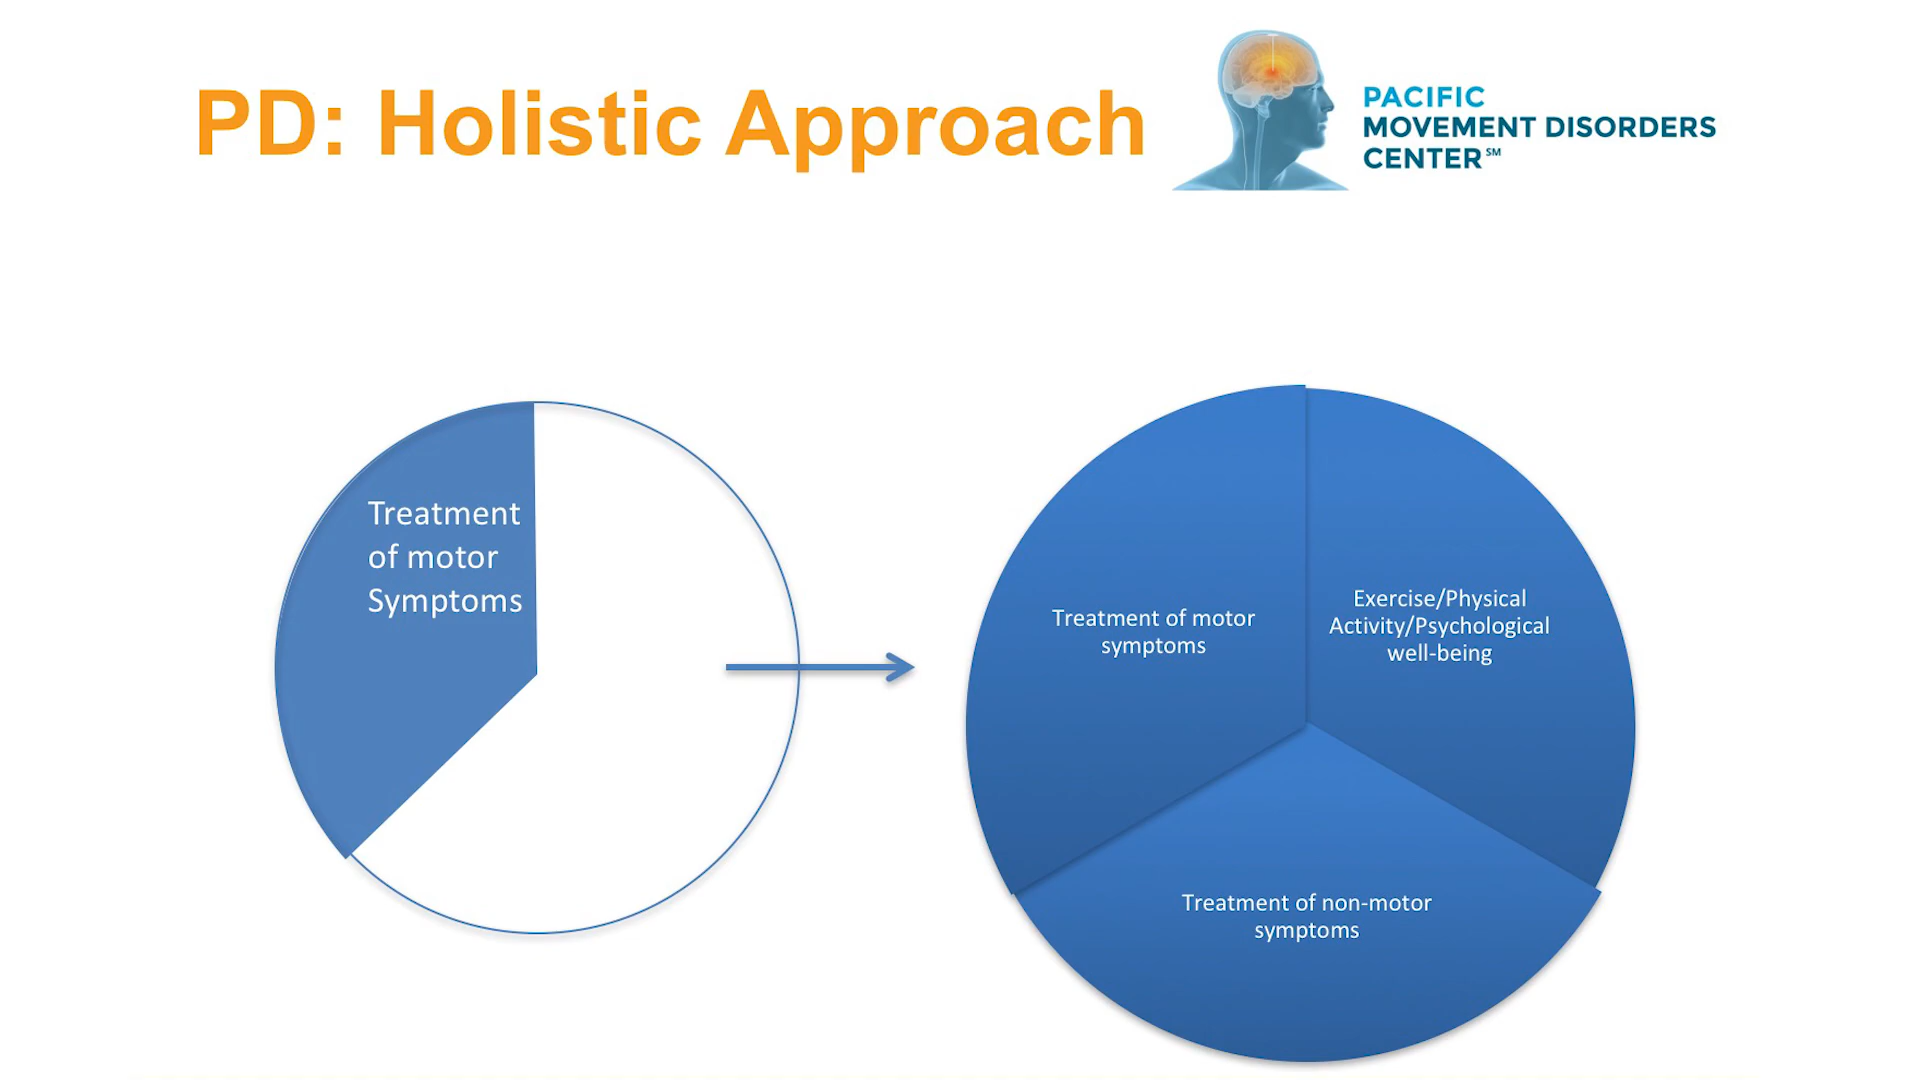 PD: Holistic Approach
PACIFIC
MOVEMENT DISORDERS
CENTER℠
Treatment
of motor
Symptoms
Treatment of motor
symptoms
Exercise/Physical
Activity/Psychological
well-being
Treatment of non-motor
symptoms